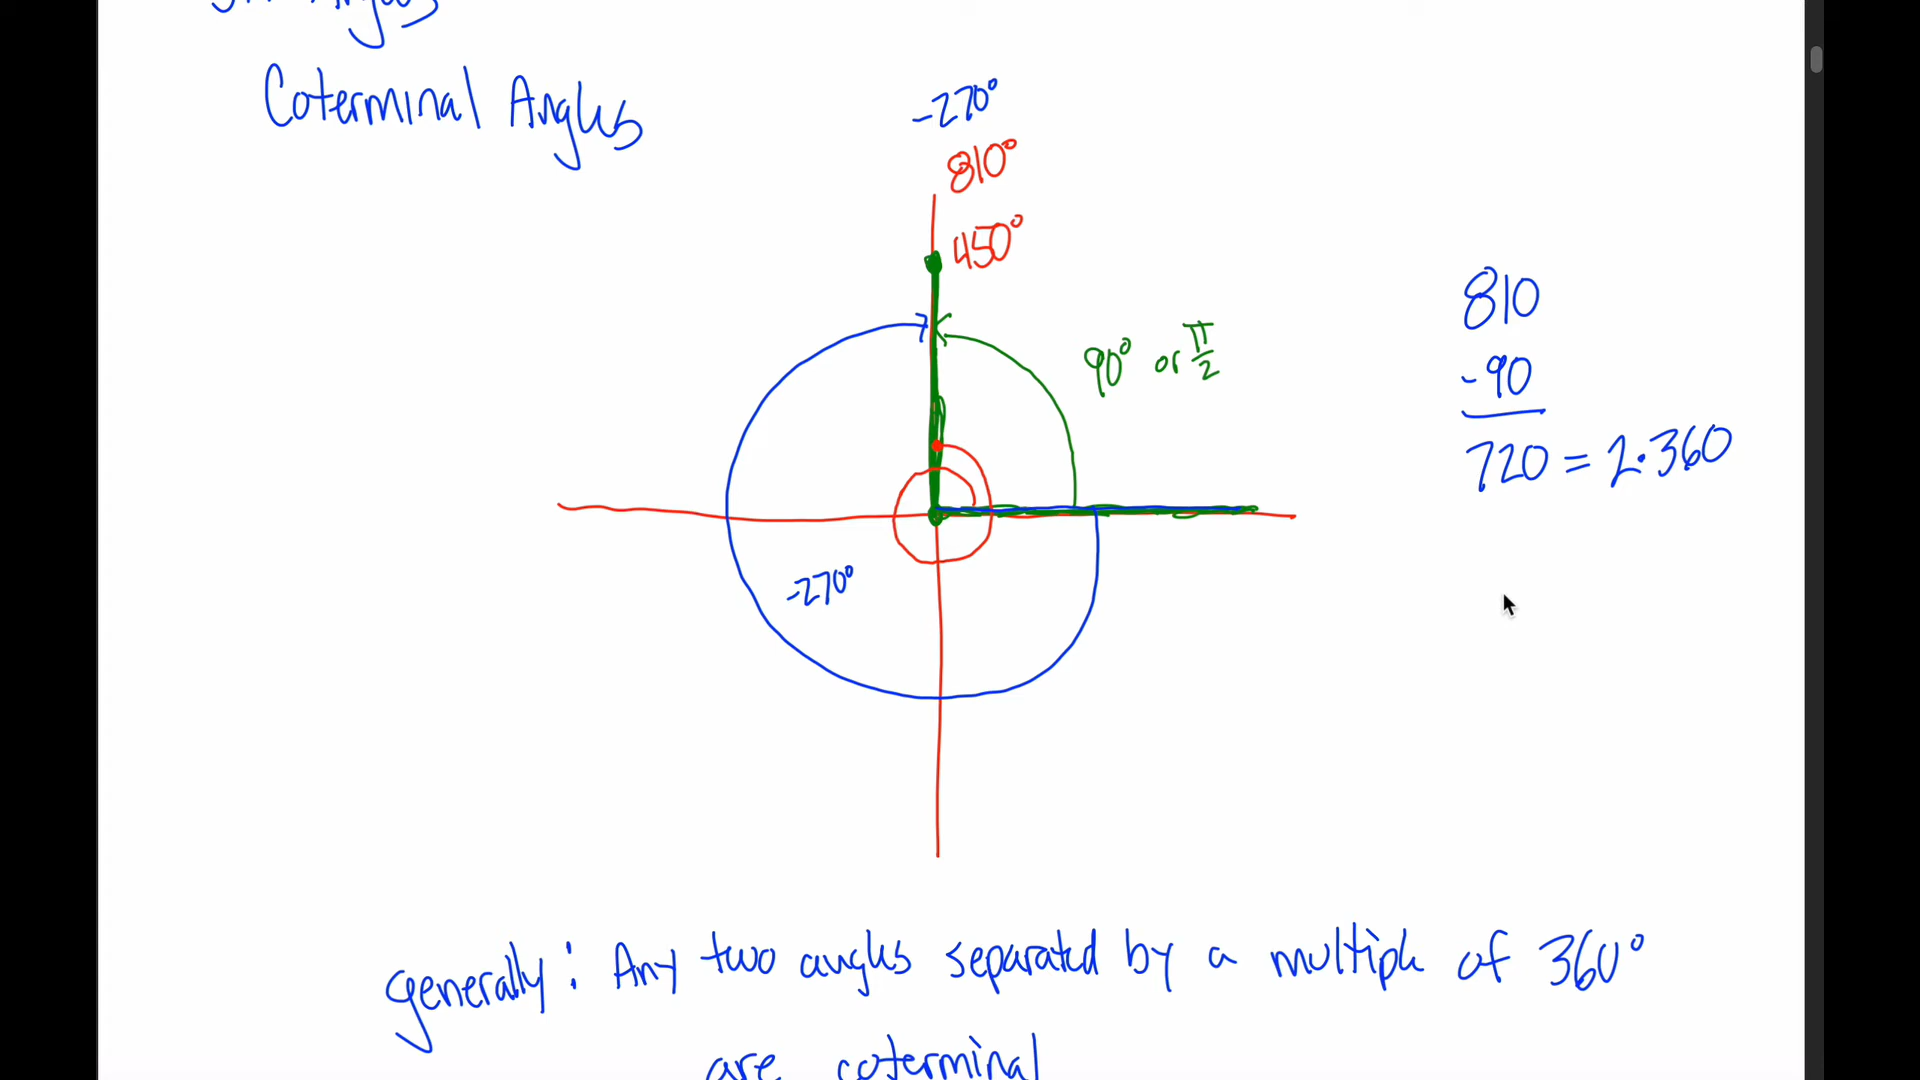 Angles
Coterminal Angles
-270°
810°
450°
90° or π/2
-270°
810
-90
720 = 2·360
generally: Any two angles separated by a multiple of 360°
are coterminal